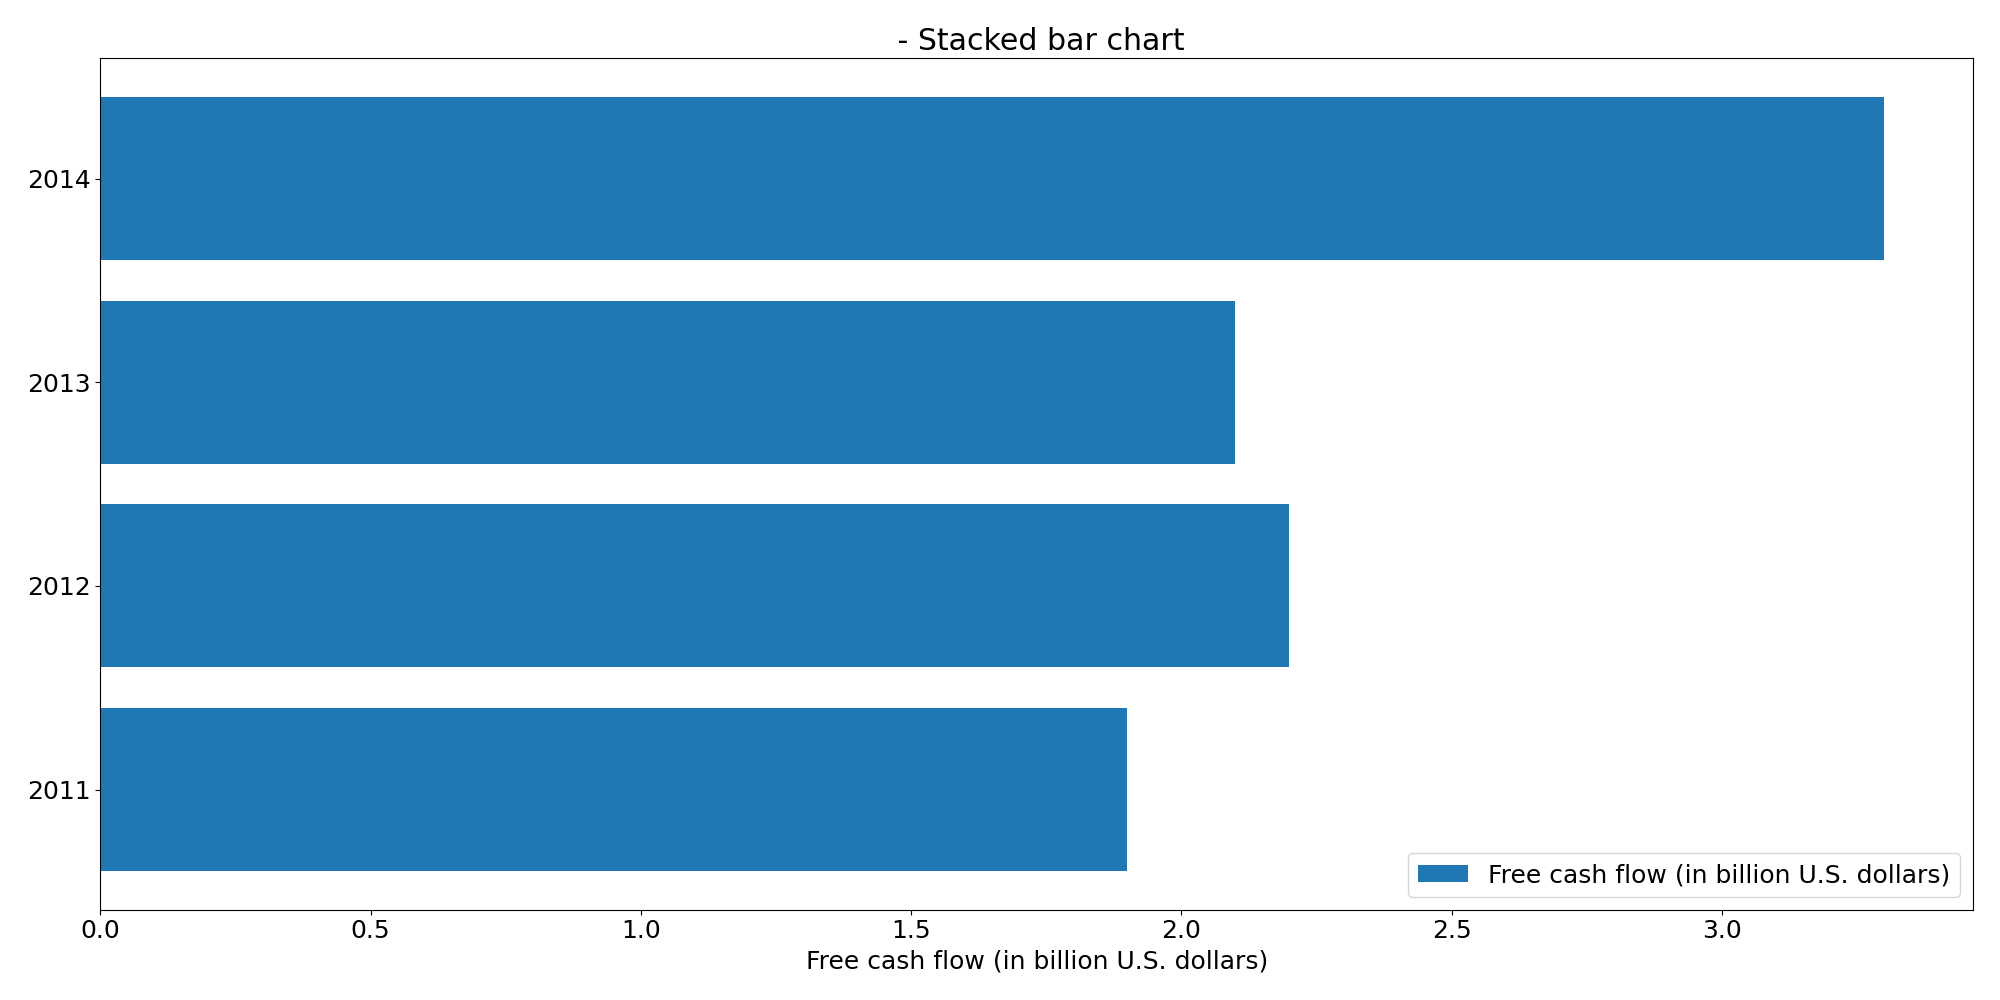 - Stacked bar chart
2014
2013
2012
2011
Free cash flow (in billion U.S. dollars)
0.0 0.5 1.0 1.5 2.0 2.5 3.0
Free cash flow (in billion U.S. dollars)